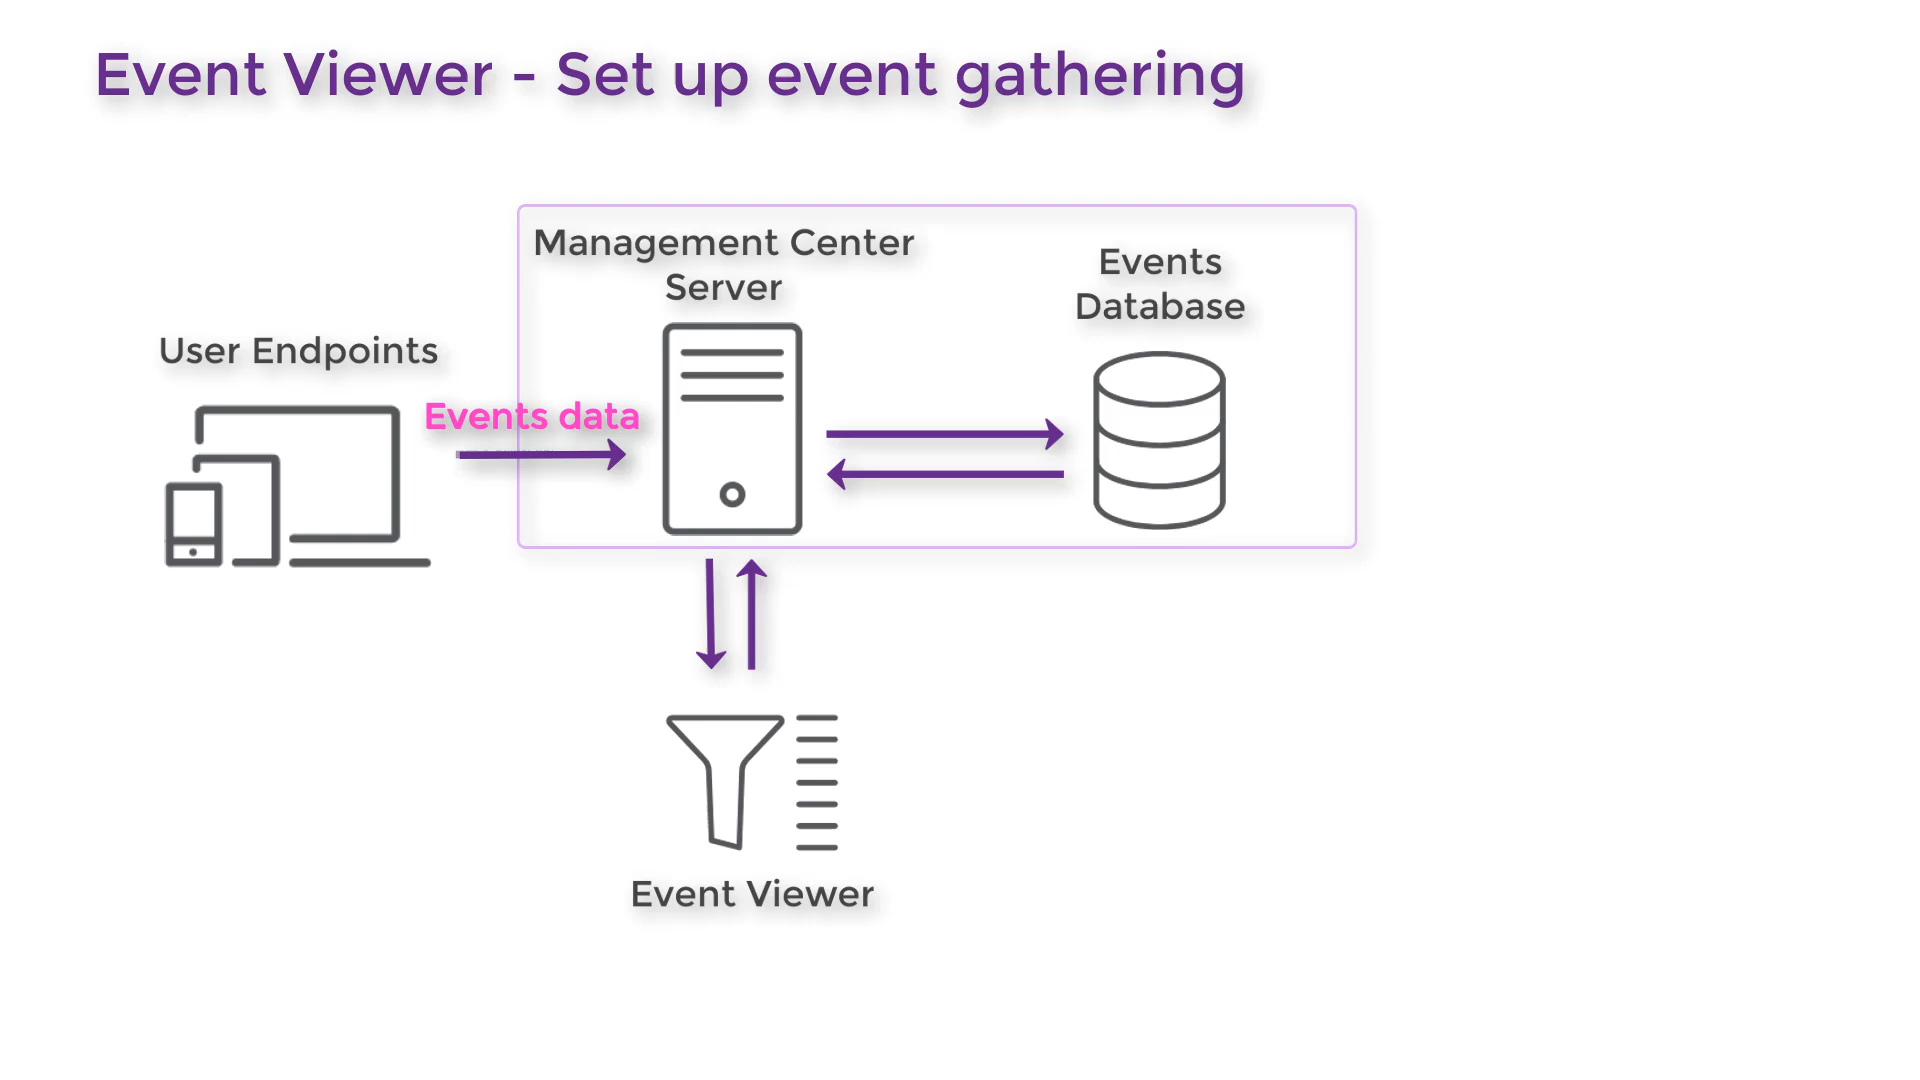 Event Viewer - Set up event gathering
Management Center
Server
Events
Database
User Endpoints
Events data
Event Viewer